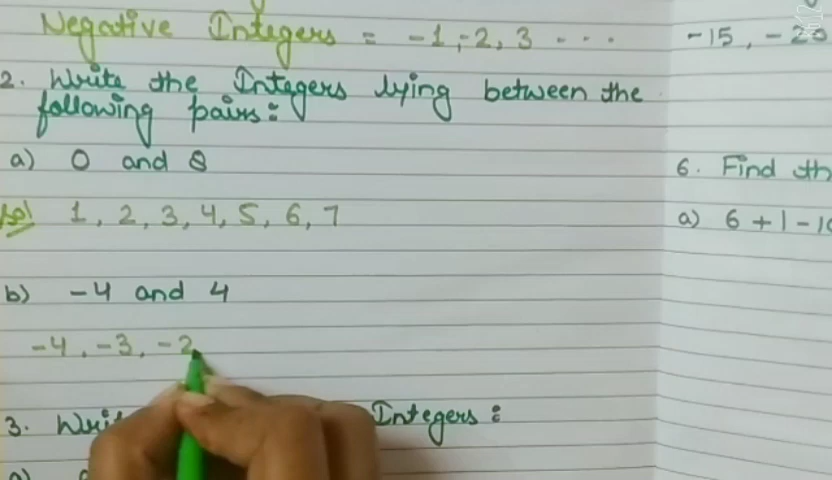 Negative Integers = -1, -2, 3 ...
2. Write the Integers lying between the
following pairs:
a) 0 and 8
Sol 1, 2, 3, 4, 5, 6, 7
b) -4 and 4
-4, -3, -2
3. Integers:
a)
-15, -20
6. Find th
a) 6 + 1 - 10